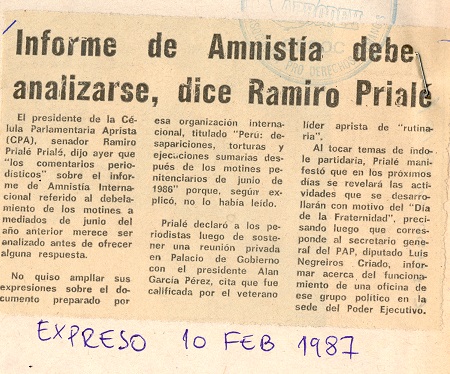 APRODEH
Informe de Amnistía debe
analizarse, dice Ramiro Prialé
El presidente de la Cé-
lula Parlamentaria Aprista
(CPA), senador Ramiro
Prialé Prialé, dijo ayer que
"los comenarios perio-
dísticos" sobre el informe
de Amnistía Interna-
cional referido al debela-
miento de los motines a
mediados de junio del
año anterior merece ser
analizado antes de ofrecer
alguna respuesta.
No quiso ampliar sus
expresiones sobre el do-
cumento preparado por
esa organización interna-
cional, titulado "Perú: de-
sapariciones, torturas y
ejecuciones sumarias des-
pués de los motines pe-
nitenciarios de junio de
1986" porque, según expli-
có, no lo había leído.
Prialé declaró a los pe-
riodistas luego de soste-
ner una reunión privada
en Palacio de Gobierno
con el presidente Alan
García Pérez, cita que fue
calificada por el veterano
líder aprista de "rutina-
ria".
Al tocar temas de índo-
le partidaria, Prialé mani-
festó que en los próximos
días se revelará las acti-
vidades que se desarro-
llarán con motivo del "Día
de la Fraternidad", preci-
sando luego que corres-
ponde al secretario gene-
ral del PAP, diputado Luis
Negreiros Criado, infor-
mar acerca del funciona-
miento de una oficina de
ese grupo político en la
sede del Poder Ejecutivo.
EXPRESO 10 FEB 1987